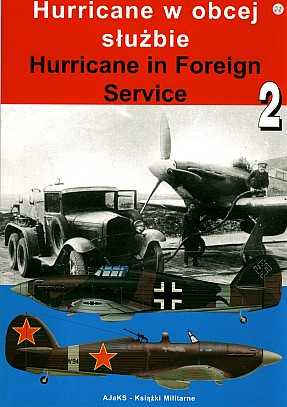 Hurricane w obcej
służbie
Hurricane in Foreign
Service
2
AJaKS - Książki Militarne